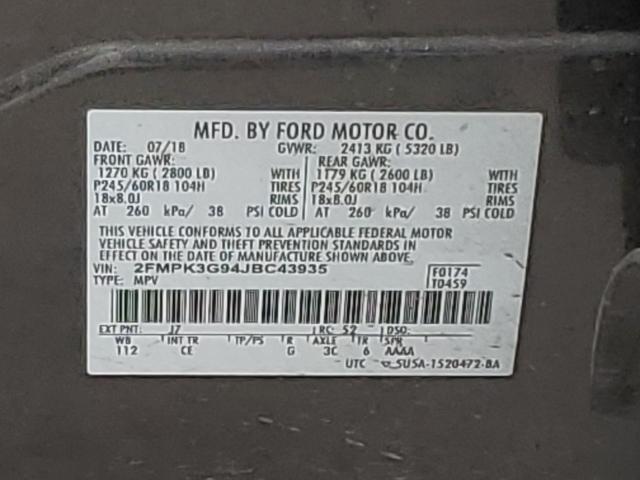 MFD. BY FORD MOTOR CO.
DATE: 07/18 GVWR: 2413 KG ( 5320 LB)
FRONT GAWR: REAR GAWR:
1270 KG ( 2800 LB) WITH 1179 KG ( 2600 LB) WITH
P245/60R18 104H TIRES P245/60R18 104H TIRES
18x8.0J RIMS 18x8.0J RIMS
AT 260 kPa/ 38 PSI COLD AT 260 kPa/ 38 PSI COLD
THIS VEHICLE CONFORMS TO ALL APPLICABLE FEDERAL MOTOR
VEHICLE SAFETY AND THEFT PREVENTION STANDARDS IN
EFFECT ON THE DATE OF MANUFACTURE SHOWN ABOVE.
VIN: 2FMPK3G94JBC43935 F0174
TYPE: MPV T0459
EXT PNT: J7 RC: 52 DSO:
WB INT TR TP/PS R AXLE TR SPR
112 CE G 3C 6 AAAA
UTC 5U5A-1520472-BA